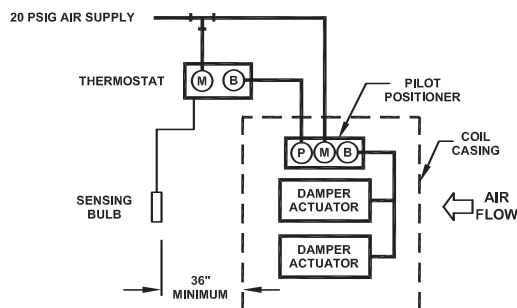 20 PSIG AIR SUPPLY
THERMOSTAT
M
B
PILOT
POSITIONER
P
M
B
COIL
CASING
SENSING
BULB
DAMPER
ACTUATOR
AIR
FLOW
DAMPER
ACTUATOR
36"
MINIMUM